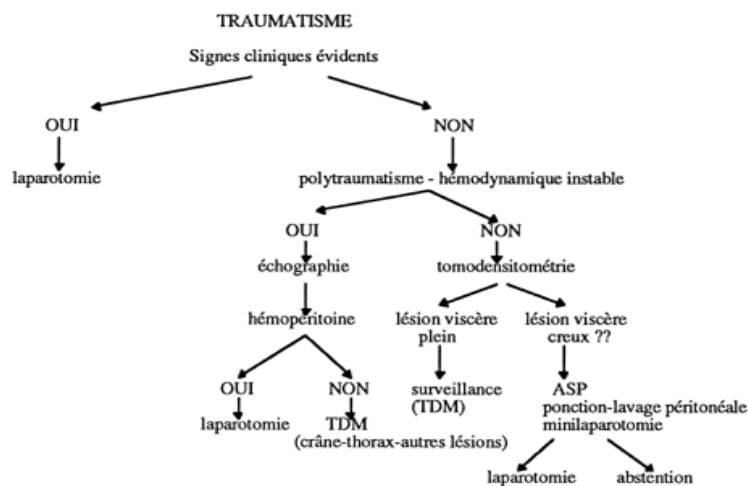 TRAUMATISME
Signes cliniques évidents
OUI
NON
laparotomie
polytraumatisme - hémodynamique instable
OUI
NON
échographie
tomodensitométrie
hémopéritoine
lésion viscère
plein
lésion viscère
creux ??
OUI
NON
surveillance
(TDM)
ASP
ponction-lavage péritonéale
minilaparotomie
laparotomie
TDM
(crâne-thorax-autres lésions)
laparotomie
abstention